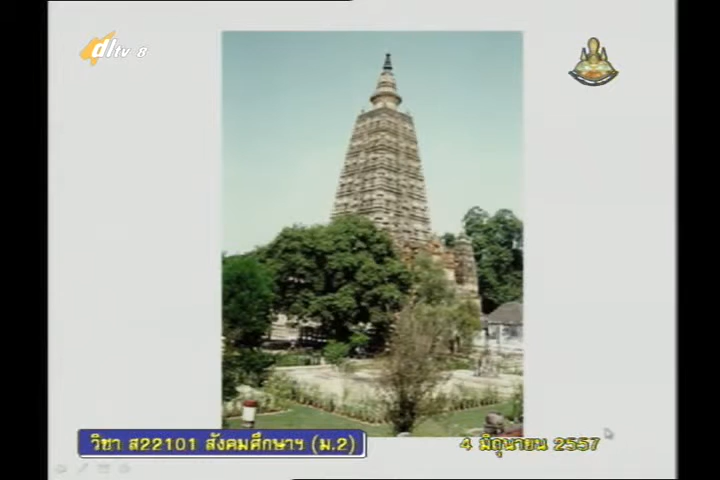 dltv 8
วิชา ส22101 สังคมศึกษาฯ (ม.2)
4 มิถุนายน 2557